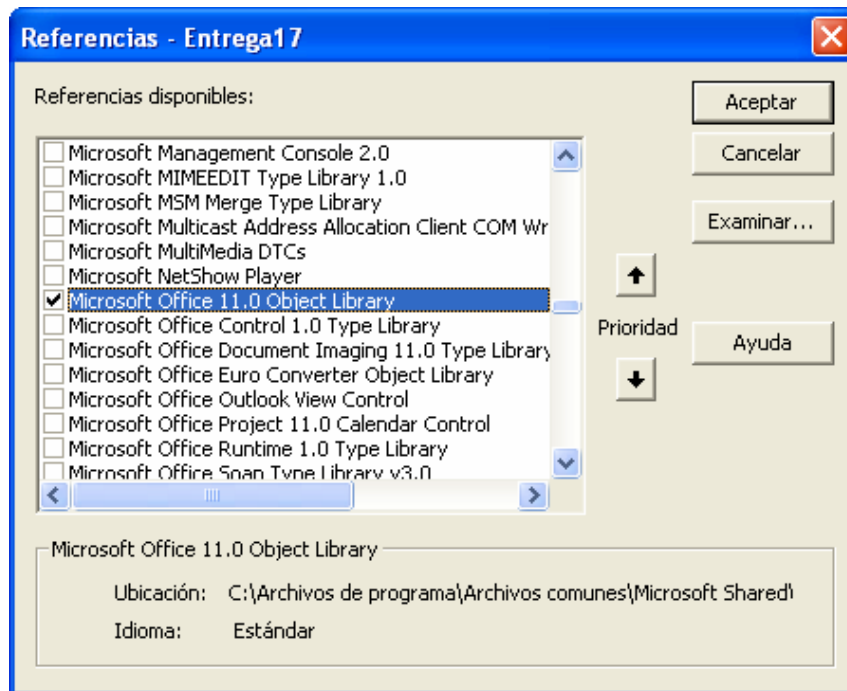 Referencias - Entrega17
Referencias disponibles:
Aceptar
Cancelar
Examinar...
Microsoft Management Console 2.0
Microsoft MIMEEDIT Type Library 1.0
Microsoft MSM Merge Type Library
Microsoft Multicast Address Allocation Client COM Wr
Microsoft MultiMedia DTCs
Microsoft NetShow Player
Microsoft Office 11.0 Object Library
Microsoft Office Control 1.0 Type Library
Microsoft Office Document Imaging 11.0 Type Library
Microsoft Office Euro Converter Object Library
Microsoft Office Outlook View Control
Microsoft Office Project 11.0 Calendar Control
Microsoft Office Runtime 1.0 Type Library
Microsoft Office Soap Type Library v3.0
Prioridad
Ayuda
Microsoft Office 11.0 Object Library
Ubicación: C:\Archivos de programa\Archivos comunes\Microsoft Shared\
Idioma: Estándar